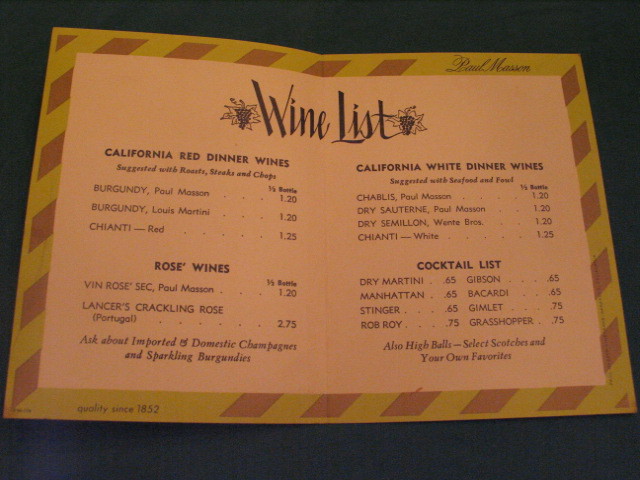 Paul Masson
Wine List
CALIFORNIA RED DINNER WINES
Suggested with Roasts, Steaks and Chops
½ Bottle
BURGUNDY, Paul Masson . . . . 1.20
BURGUNDY, Louis Martini . . . . 1.20
CHIANTI — Red . . . . . . 1.25
ROSE' WINES
½ Bottle
VIN ROSE' SEC, Paul Masson . . . . 1.20
LANCER'S CRACKLING ROSE
(Portugal) . . . . . . . 2.75
Ask about Imported & Domestic Champagnes
and Sparkling Burgundies
CALIFORNIA WHITE DINNER WINES
Suggested with Seafood and Fowl
½ Bottle
CHABLIS, Paul Masson . . . . . 1.20
DRY SAUTERNE, Paul Masson . . . 1.20
DRY SEMILLON, Wente Bros. . . . 1.20
CHIANTI — White . . . . . . 1.25
COCKTAIL LIST
DRY MARTINI . .65 GIBSON . . . .65
MANHATTAN . .65 BACARDI . . . .65
STINGER . . . .65 GIMLET . . . .75
ROB ROY . . . .75 GRASSHOPPER . .75
Also High Balls — Select Scotches and
Your Own Favorites
quality since 1852